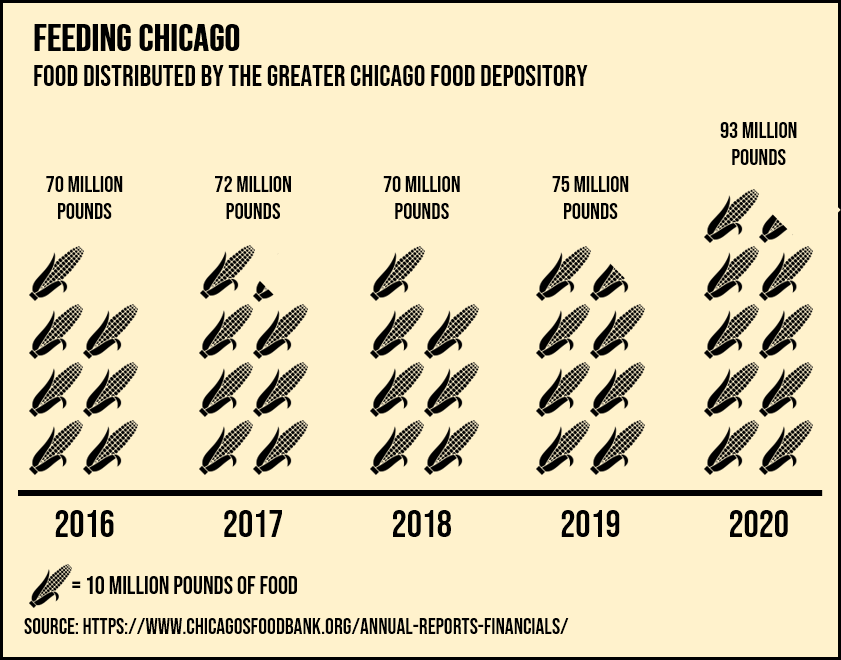 FEEDING CHICAGO
FOOD DISTRIBUTED BY THE GREATER CHICAGO FOOD DEPOSITORY
70 MILLION
POUNDS
72 MILLION
POUNDS
70 MILLION
POUNDS
75 MILLION
POUNDS
93 MILLION
POUNDS
2016
2017
2018
2019
2020
= 10 MILLION POUNDS OF FOOD
SOURCE: HTTPS://WWW.CHICAGOSFOODBANK.ORG/ANNUAL-REPORTS-FINANCIALS/